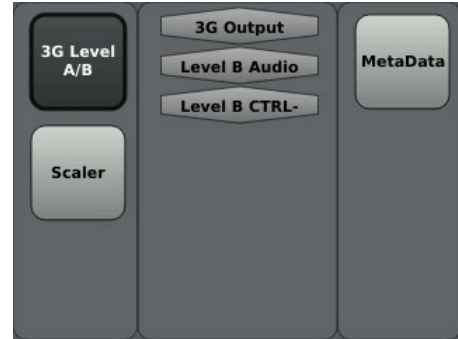 3G Level
A/B
Scaler
3G Output
Level B Audio
Level B CTRL-
MetaData